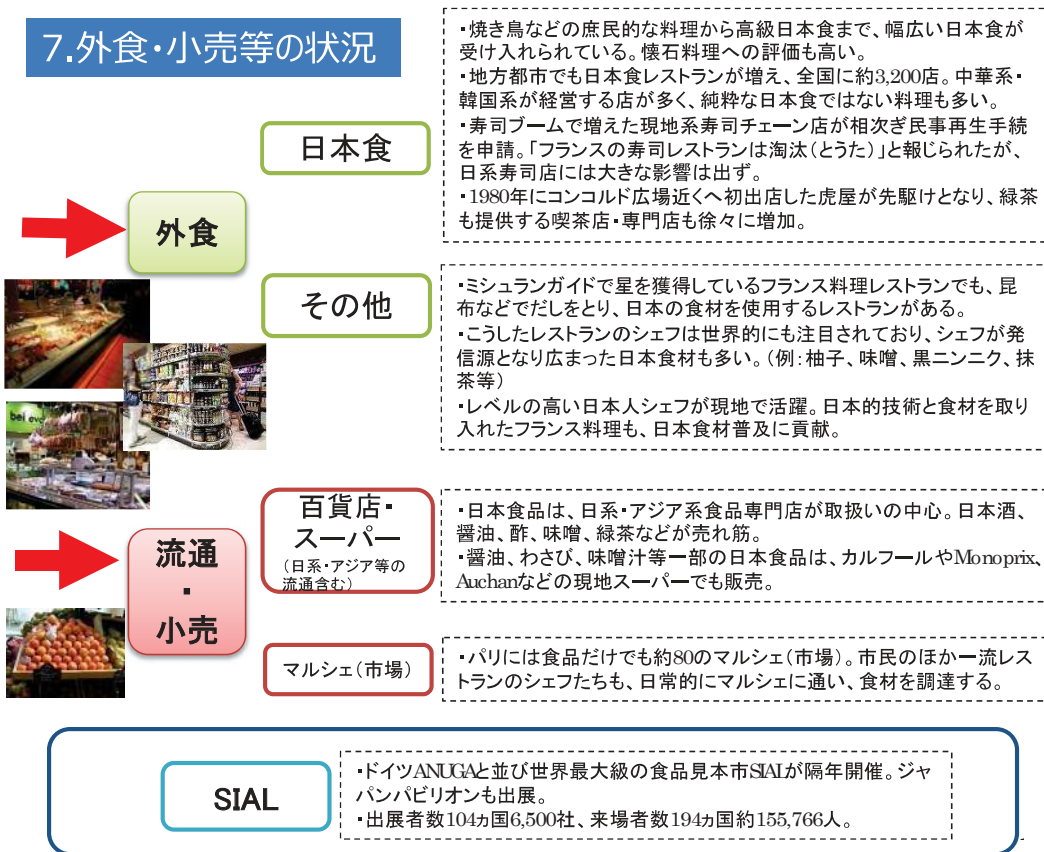 7.外食・小売等の状況
・焼き鳥などの庶民的な料理から高級日本食まで、幅広い日本食が
受け入れられている。懐石料理への評価も高い。
・地方都市でも日本食レストランが増え、全国に約3,200店。中華系・
韓国系が経営する店が多く、純粋な日本食ではない料理も多い。
・寿司ブームで増えた現地系寿司チェーン店が相次ぎ民事再生手続
を申請。「フランスの寿司レストランは淘汰(とうた)」と報じられたが、
日系寿司店には大きな影響は出ず。
・1980年にコンコルド広場近くへ初出店した虎屋が先駆けとなり、緑茶
も提供する喫茶店・専門店も徐々に増加。
日本食
外食
その他
・ミシュランガイドで星を獲得しているフランス料理レストランでも、昆
布などでだしをとり、日本の食材を使用するレストランがある。
・こうしたレストランのシェフは世界的にも注目されており、シェフが発
信源となり広まった日本食材も多い。(例:柚子、味噌、黒ニンニク、抹
茶等)
・レベルの高い日本人シェフが現地で活躍。日本的技術と食材を取り
入れたフランス料理も、日本食材普及に貢献。
百貨店・
スーパー
(日系・アジア等の
流通含む)
・日本食品は、日系・アジア系食品専門店が取扱いの中心。日本酒、
醤油、酢、味噌、緑茶などが売れ筋。
・醤油、わさび、味噌汁等一部の日本食品は、カルフールやMonoprix、
Auchanなどの現地スーパーでも販売。
流通
・
小売
マルシェ(市場)
・パリには食品だけでも約80のマルシェ(市場)。市民のほか一流レス
トランのシェフたちも、日常的にマルシェに通い、食材を調達する。
SIAL
・ドイツANUGAと並び世界最大級の食品見本市SIALが隔年開催。ジャ
パンパビリオンも出展。
・出展者数104ヵ国6,500社、来場者数194ヵ国約155,766人。